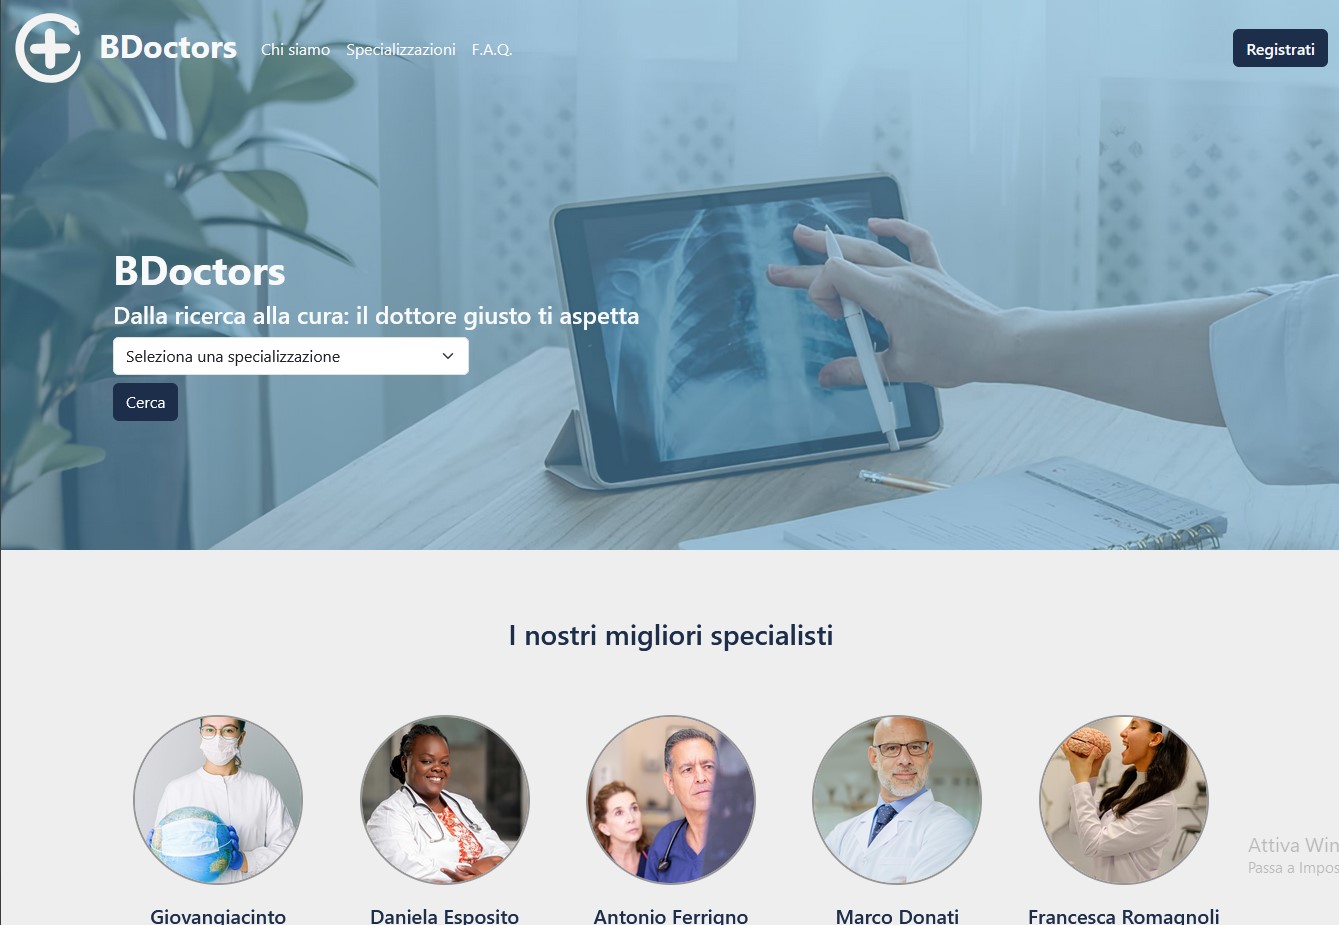 BDoctors
Chi siamo
Specializzazioni
F.A.Q.
Registrati
BDoctors
Dalla ricerca alla cura: il dottore giusto ti aspetta
Seleziona una specializzazione
Cerca
I nostri migliori specialisti
Giovangiacinto
Daniela Esposito
Antonio Ferrigno
Marco Donati
Francesca Romagnoli
Attiva Win
Passa a Impos